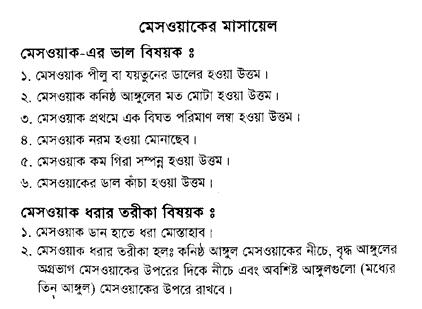 মেসওয়াকের মাসায়েল
মেসওয়াক-এর ডাল বিষয়ক ঃ
১. মেসওয়াক পীলু বা যয়তুনের ডালের হওয়া উত্তম।
২. মেসওয়াক কনিষ্ঠ আঙ্গুলের মত মোটা হওয়া উত্তম।
৩. মেসওয়াক প্রথমে এক বিঘত পরিমাণ লম্বা হওয়া উত্তম।
৪. মেসওয়াক নরম হওয়া মোনাছেব।
৫. মেসওয়াক কম গিরা সম্পন্ন হওয়া উত্তম।
৬. মেসওয়াকের ডাল কাঁচা হওয়া উত্তম।
মেসওয়াক ধরার তরীকা বিষয়ক ঃ
১. মেসওয়াক ডান হাতে ধরা মোস্তাহাব।
২. মেসওয়াক ধরার তরীকা হলঃ কনিষ্ঠ আঙ্গুল মেসওয়াকের নীচে, বৃদ্ধ আঙ্গুলের
অগ্রভাগ মেসওয়াকের উপরের দিকে নীচে এবং অবশিষ্ট আঙ্গুলগুলো (মধ্যের
তিন আঙ্গুল) মেসওয়াকের উপরে রাখবে।